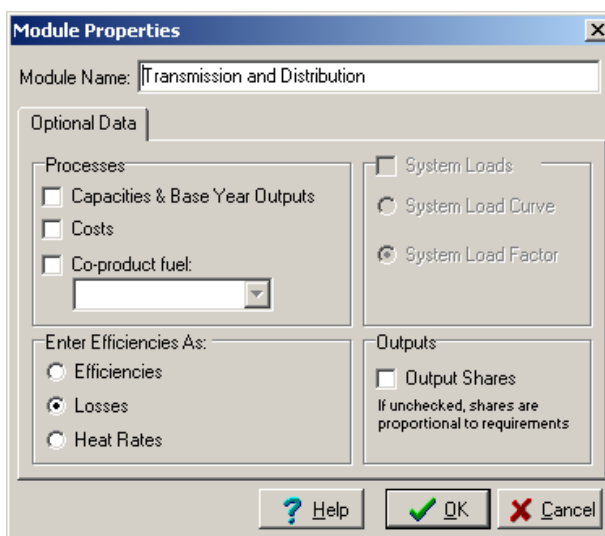 Module Properties
Module Name: Transmission and Distribution
Optional Data
Processes
Capacities & Base Year Outputs
Costs
Co-product fuel:
System Loads
System Load Curve
System Load Factor
Enter Efficiencies As:
Efficiencies
Losses
Heat Rates
Outputs
Output Shares
If unchecked, shares are
proportional to requirements
Help
OK
Cancel